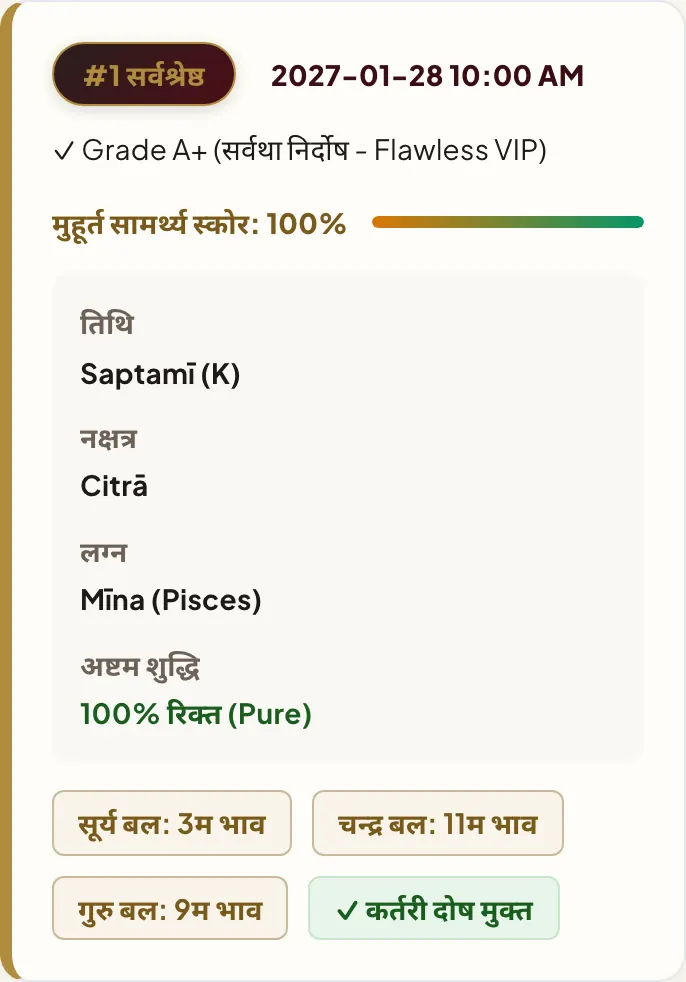 #1 सर्वश्रेष्ठ 2027-01-28 10:00 AM
✓ Grade A+ (सर्वथा निर्दोष - Flawless VIP)
मुहूर्त सामर्थ्य स्कोर: 100%
तिथि
Saptamī (K)
नक्षत्र
Citrā
लग्न
Mīna (Pisces)
अष्टम शुद्धि
100% रिक्त (Pure)
सूर्य बल: 3म भाव चन्द्र बल: 11म भाव
गुरु बल: 9म भाव ✓ कर्तरी दोष मुक्त